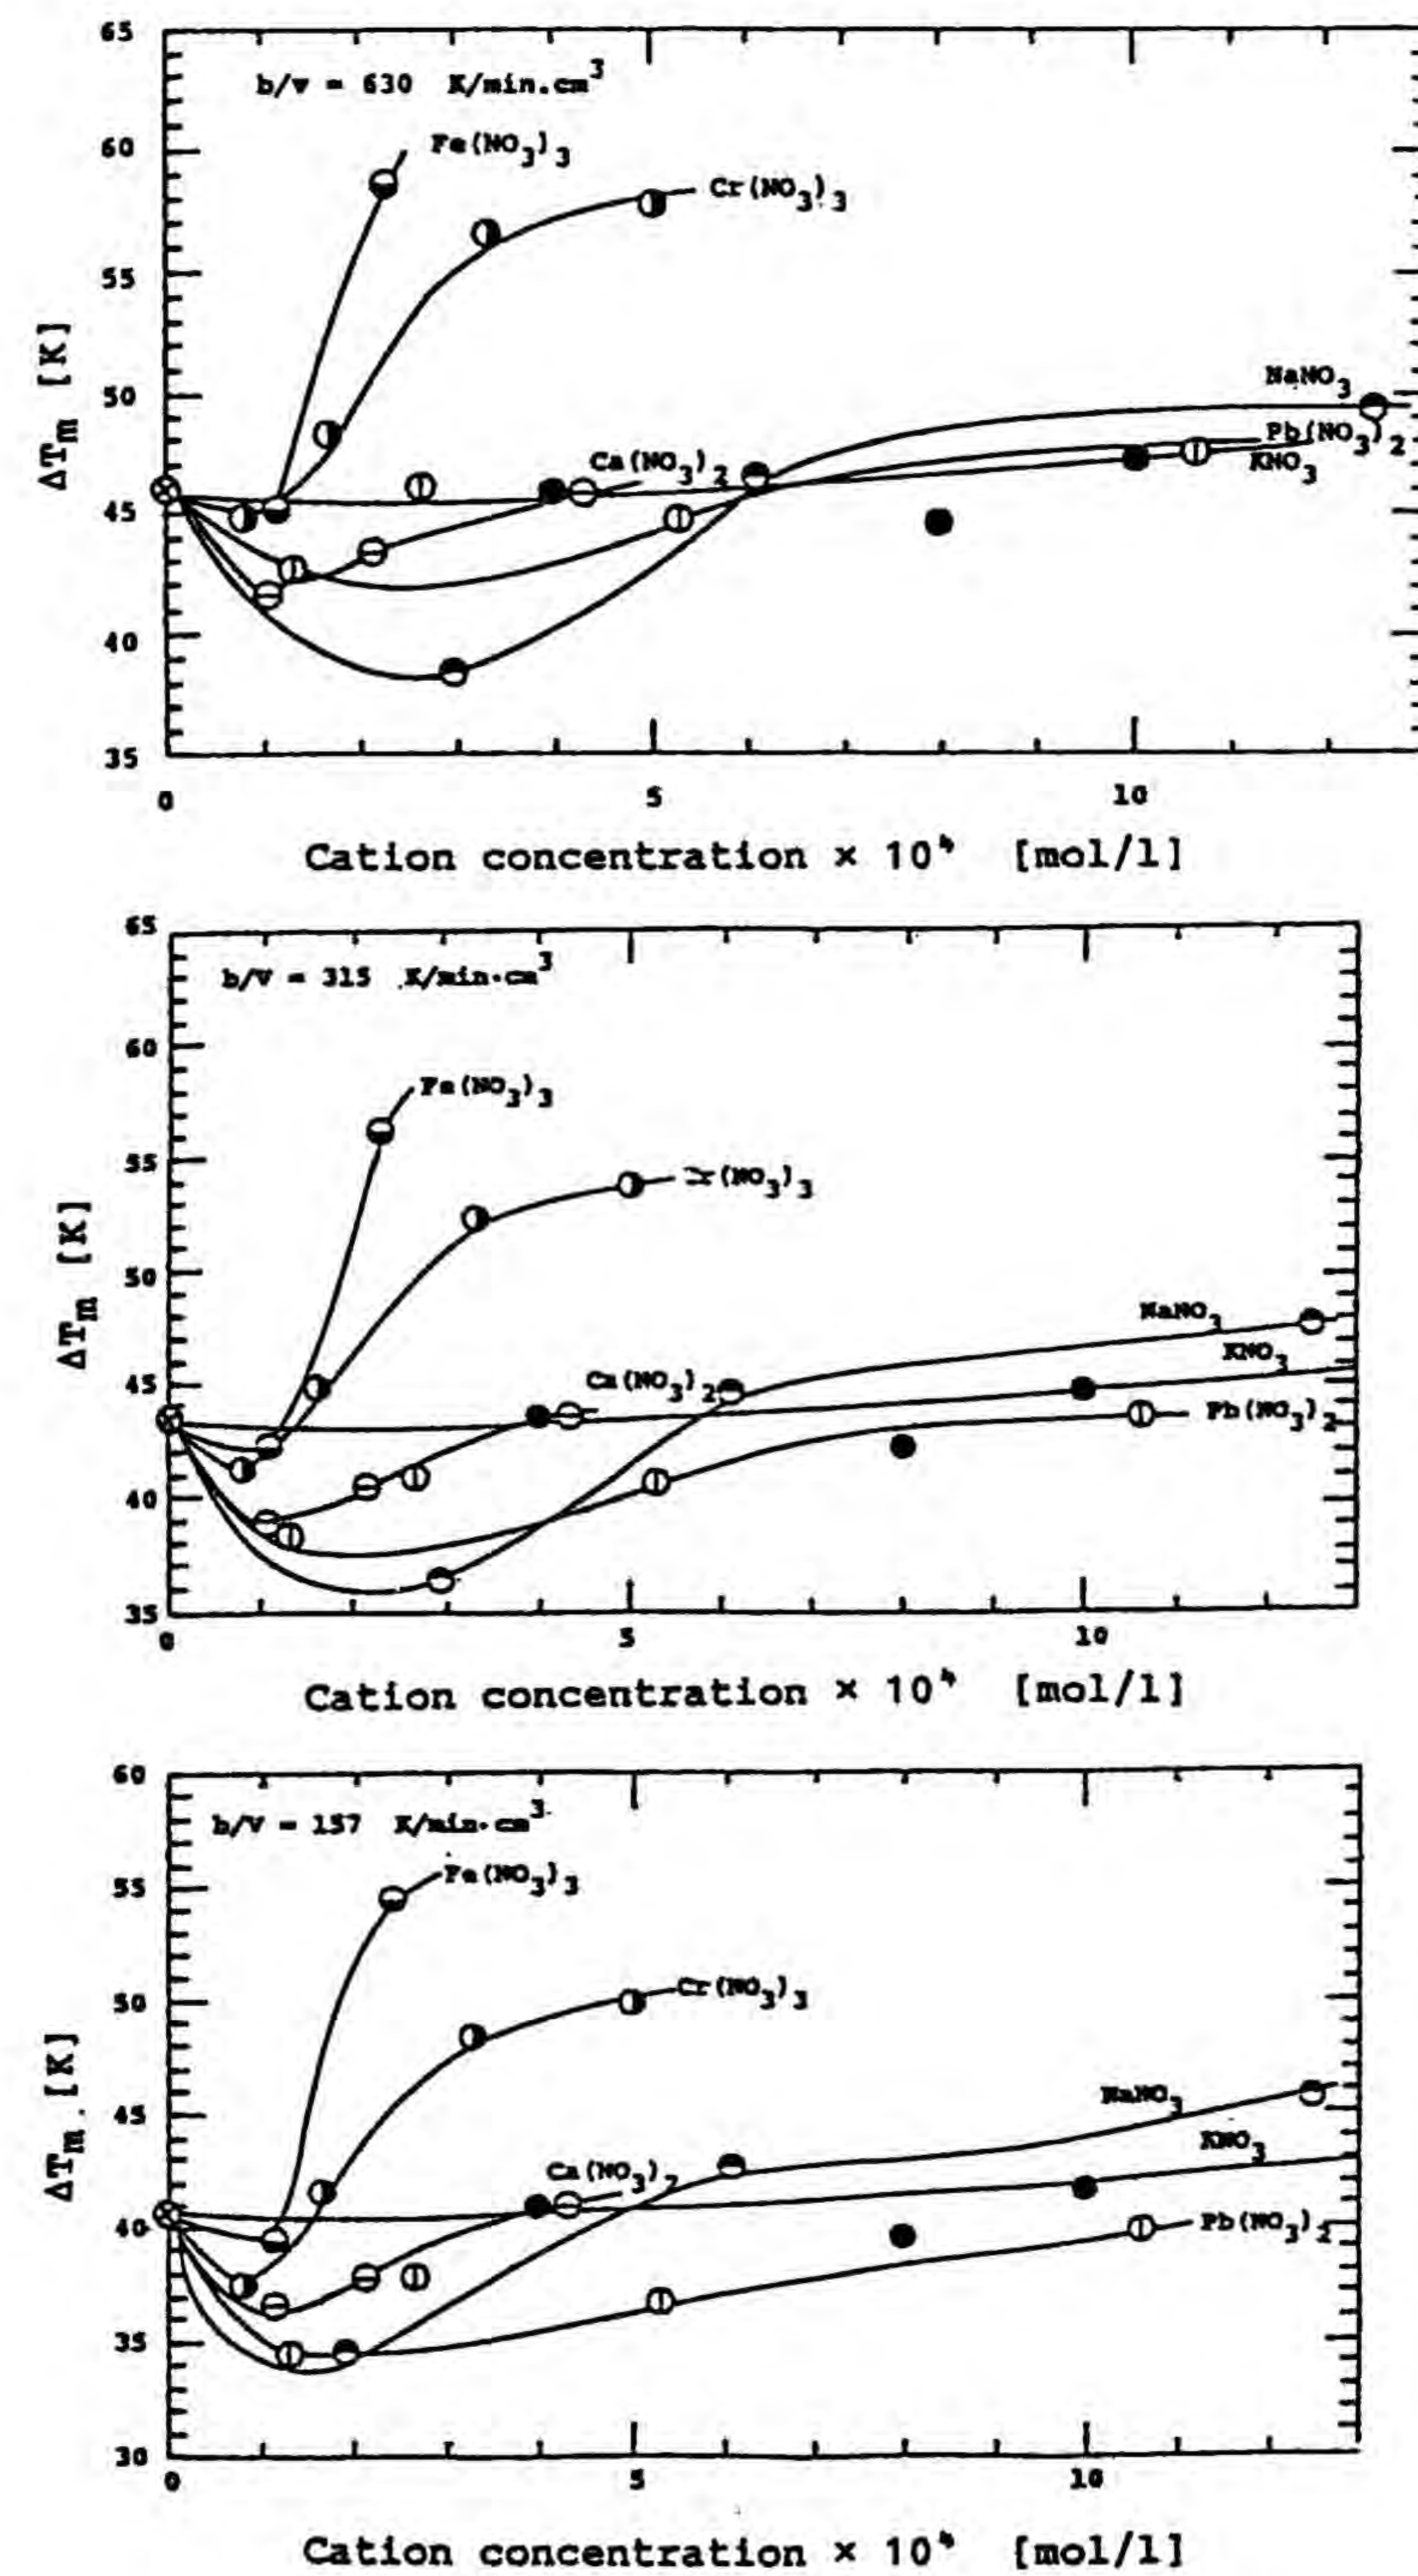 65
b/v = 630 K/min.cm³
60
Fe(NO₃)₃
Cr(NO₃)₃
55
ΔTm [K]
50
NaNO₃
Pb(NO₃)₂
Ca(NO₃)₂
KNO₃
45
40
35
0 5 10
Cation concentration × 10⁴ [mol/l]
65
b/V = 315 K/min·cm³
60
Fe(NO₃)₃
55
Cr(NO₃)₃
ΔTm [K]
50
NaNO₃
KNO₃
45
Ca(NO₃)₂
Pb(NO₃)₂
40
35
0 5 10
Cation concentration × 10⁴ [mol/l]
60
b/V = 157 K/min·cm³
Fe(NO₃)₃
55
50
Cr(NO₃)₃
ΔTm [K]
45
NaNO₃
KNO₃
Ca(NO₃)₂
40
Pb(NO₃)₂
35
30
0 5 10
Cation concentration × 10⁴ [mol/l]